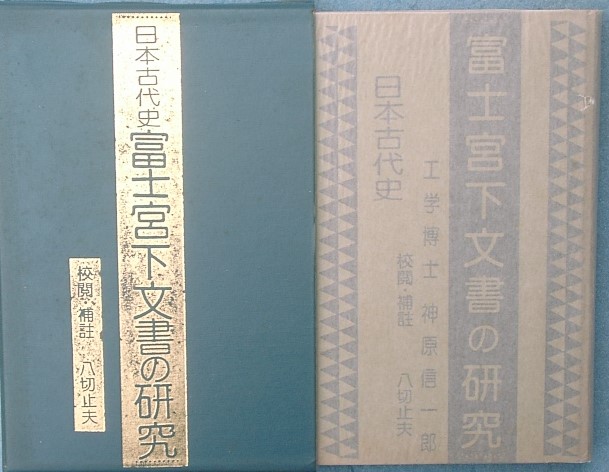 日本古代史 富士宮下文書の研究
校閲・補註 八切止夫
富士宮下文書の研究
日本古代史
工学博士 神原信一郎
校閲・補註 八切止夫